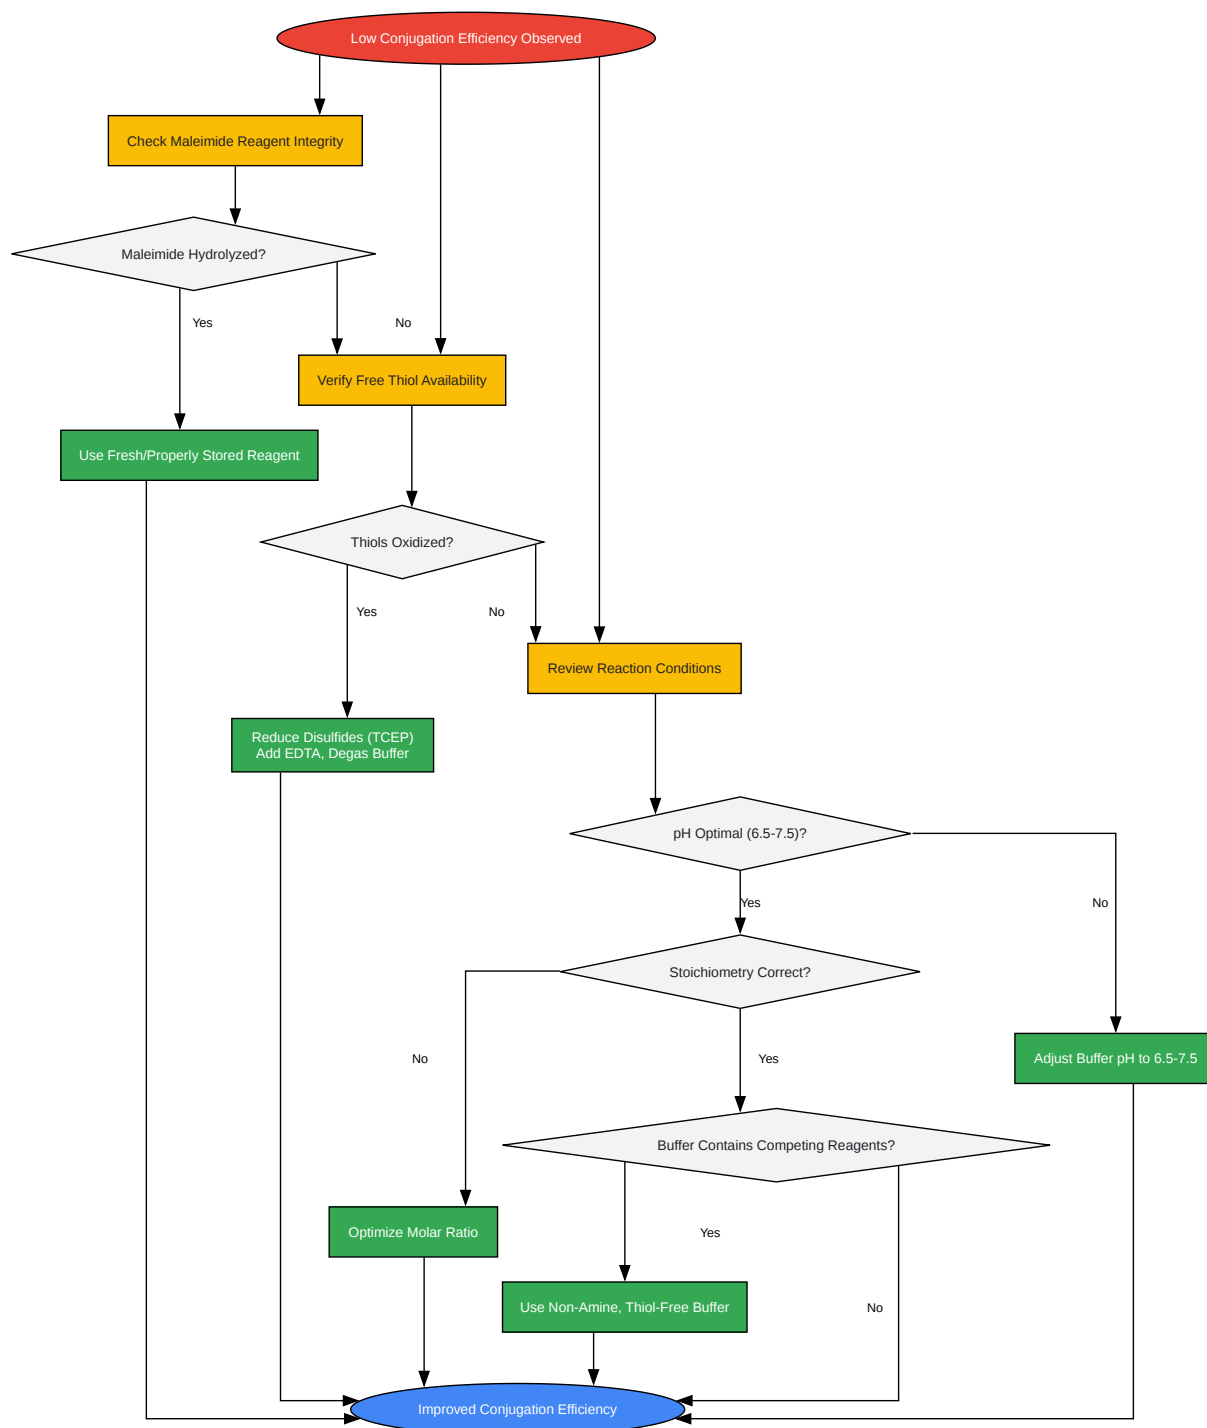 Low Conjugation Efficiency Observed
Check Maleimide Reagent Integrity
Maleimide Hydrolyzed?
Yes
No
Verify Free Thiol Availability
Use Fresh/Properly Stored Reagent
Thiols Oxidized?
Yes
No
Review Reaction Conditions
Reduce Disulfides (TCEP)
Add EDTA, Degas Buffer
pH Optimal (6.5-7.5)?
Yes
No
Stoichiometry Correct?
No
Yes
Adjust Buffer pH to 6.5-7.5
Buffer Contains Competing Reagents?
Optimize Molar Ratio
Yes
Use Non-Amine, Thiol-Free Buffer
No
Improved Conjugation Efficiency